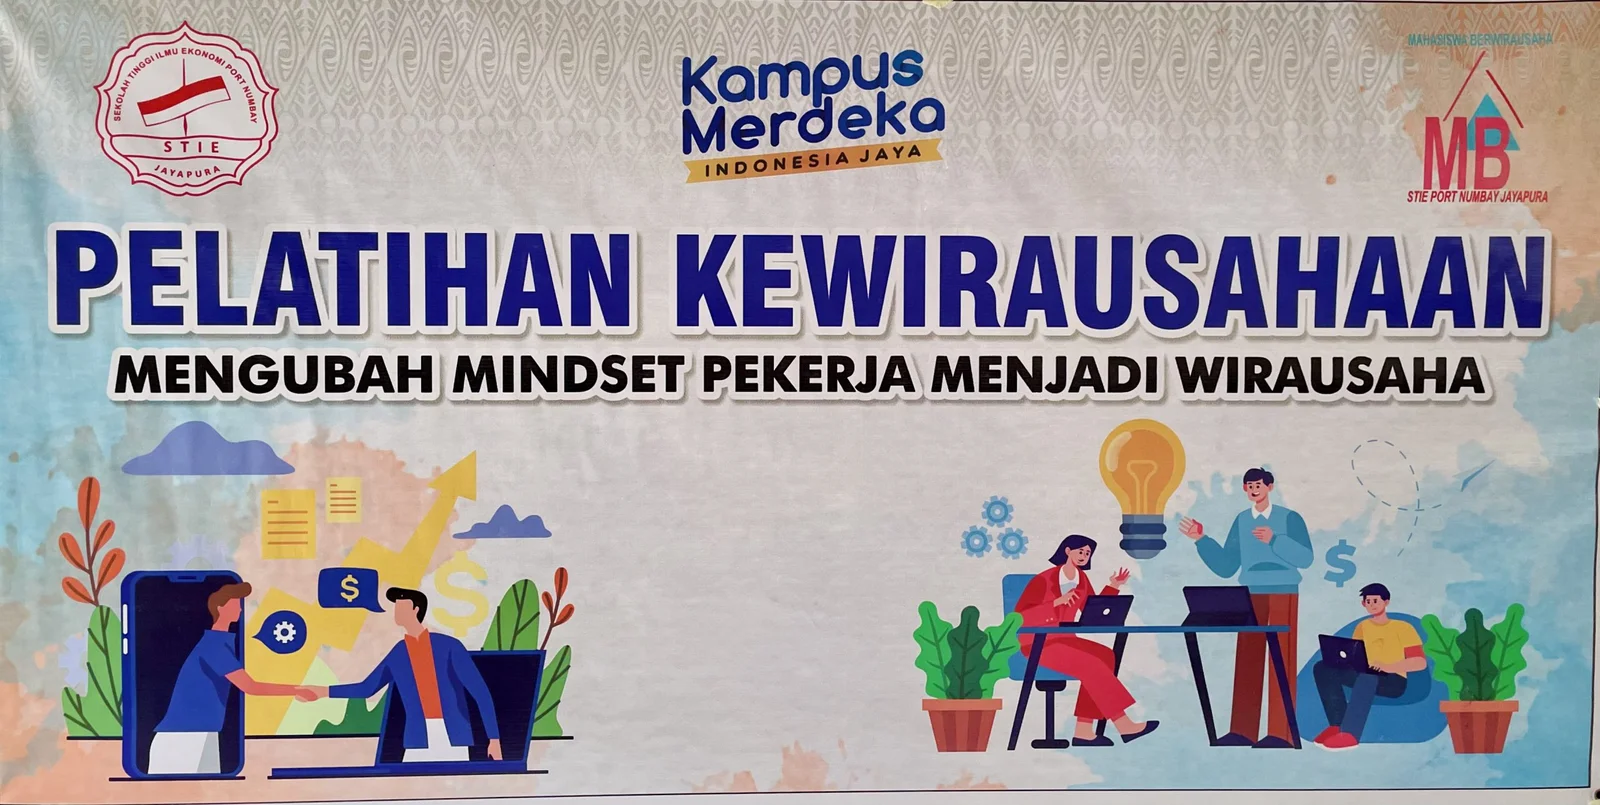 SEKOLAH TINGGI ILMU EKONOMI PORT NUMBAY
STIE
JAYAPURA
Kampus
Merdeka
INDONESIA JAYA
MAHASISWA BERWIRAUSAHA
MB
STIE PORT NUMBAY JAYAPURA
PELATIHAN KEWIRAUSAHAAN
MENGUBAH MINDSET PEKERJA MENJADI WIRAUSAHA
$
$
$